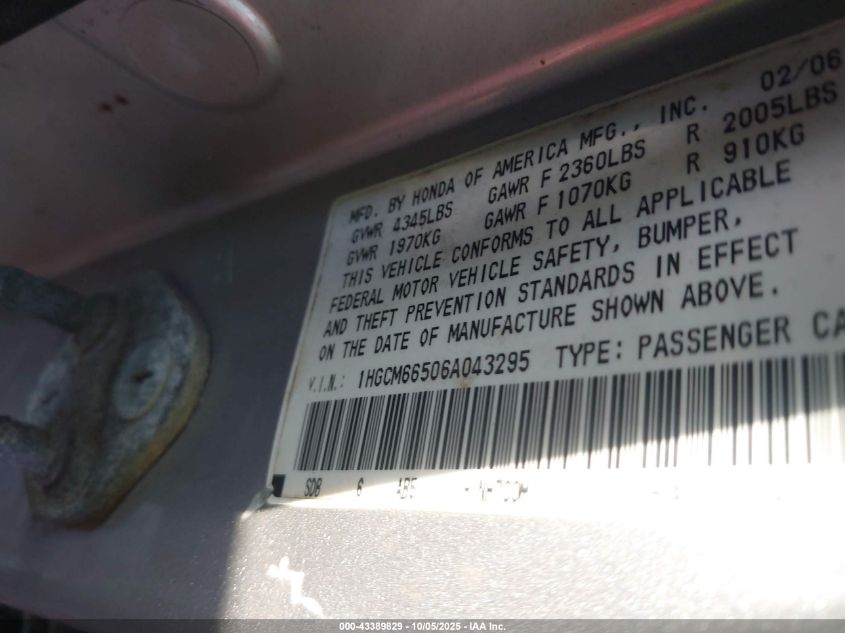 MFD. BY HONDA OF AMERICA MFG., INC. 02/06
GVWR 4345LBS GAWR F 2360LBS R 2005LBS
GVWR 1970KG GAWR F 1070KG R 910KG
THIS VEHICLE CONFORMS TO ALL APPLICABLE
FEDERAL MOTOR VEHICLE SAFETY, BUMPER,
AND THEFT PREVENTION STANDARDS IN EFFECT
ON THE DATE OF MANUFACTURE SHOWN ABOVE.
V.I.N.: 1HGCM66506A043295 TYPE: PASSENGER CA
SDB 6
000-43389829 - 10/05/2025 - IAA Inc.